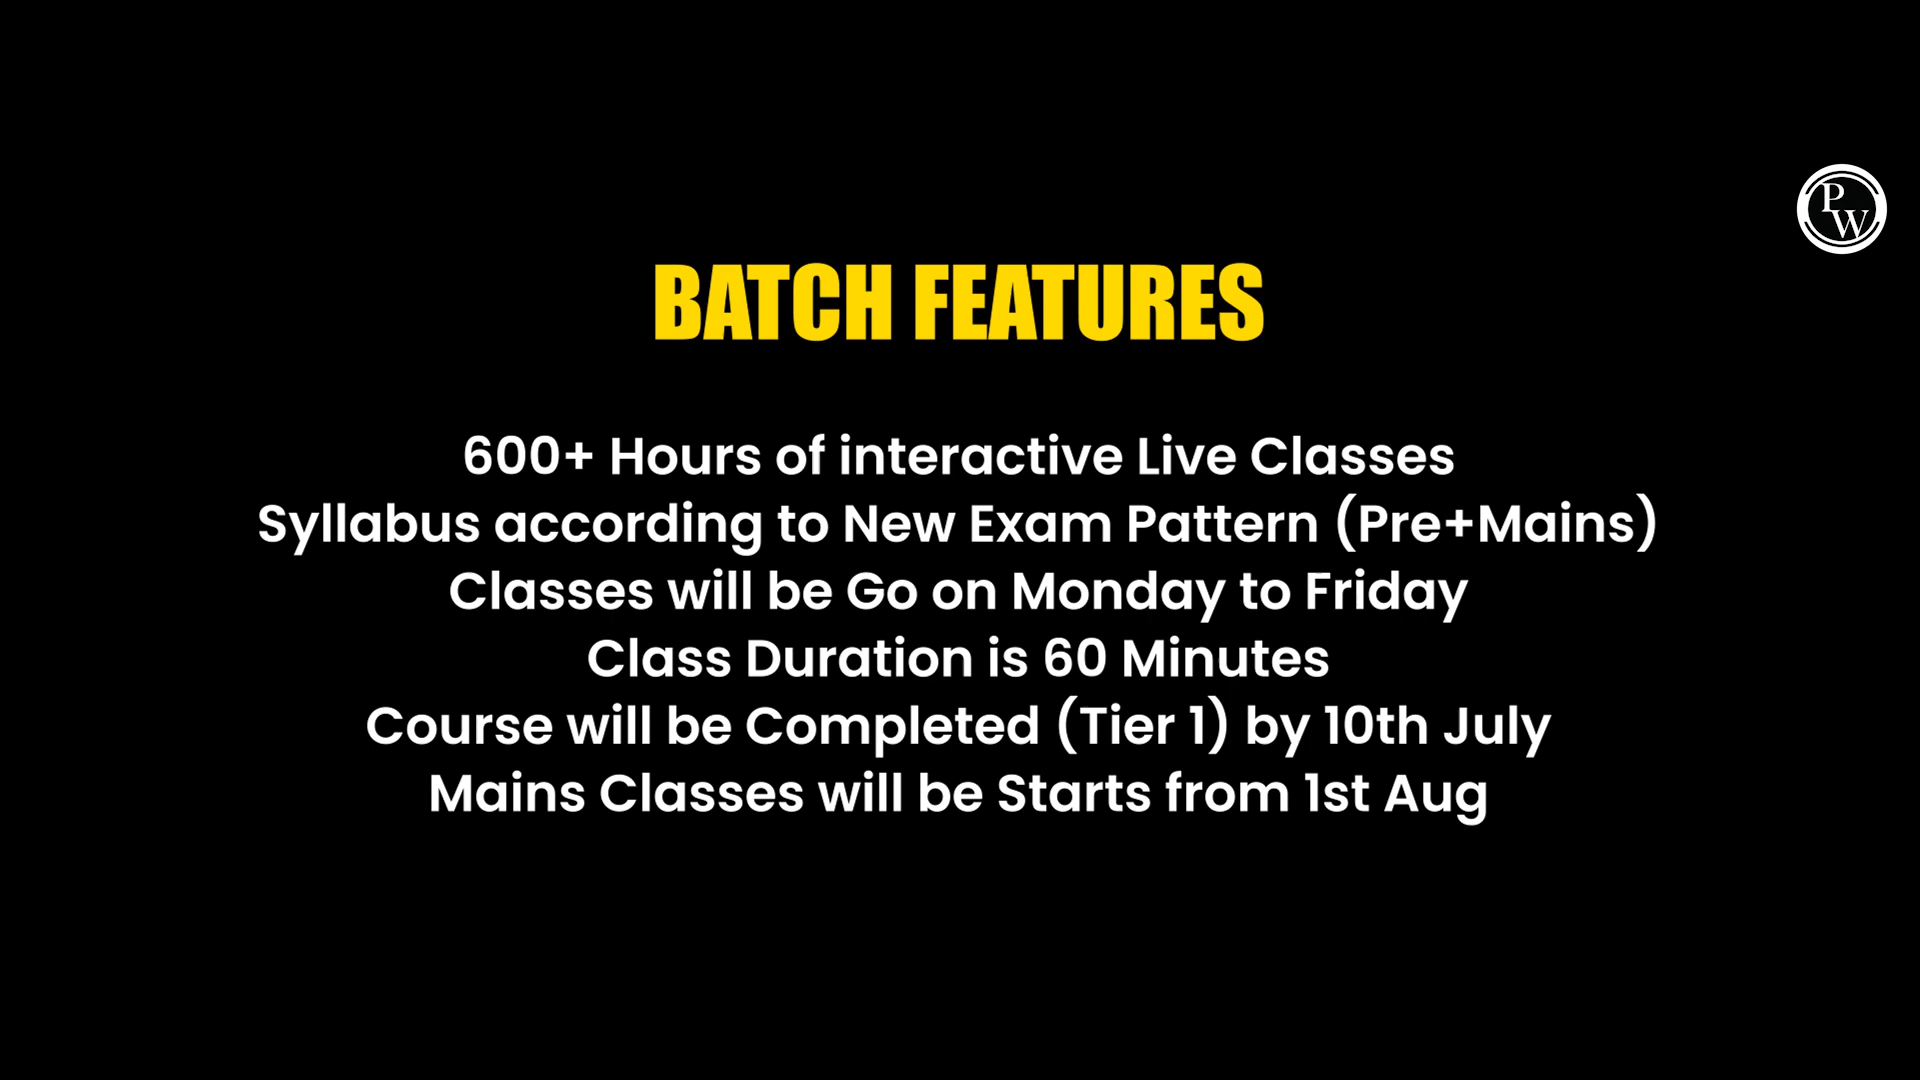 PW
BATCH FEATURES
600+ Hours of interactive Live Classes
Syllabus according to New Exam Pattern (Pre+Mains)
Classes will be Go on Monday to Friday
Class Duration is 60 Minutes
Course will be Completed (Tier 1) by 10th July
Mains Classes will be Starts from 1st Aug